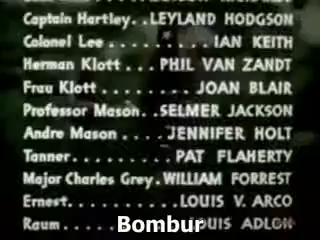 Captain Hartley..LEYLAND HODGSON
Colonel Lee.........IAN KEITH
Herman Klott...PHIL VAN ZANDT
Frau Klott........JOAN BLAIR
Professor Mason..SELMER JACKSON
Andre Mason....JENNIFER HOLT
Tanner.........PAT FLAHERTY
Major Charles Grey.WILLIAM FORREST
Ernest.........LOUIS V. ARCO
Raum........LOUIS ADLON
Bombur